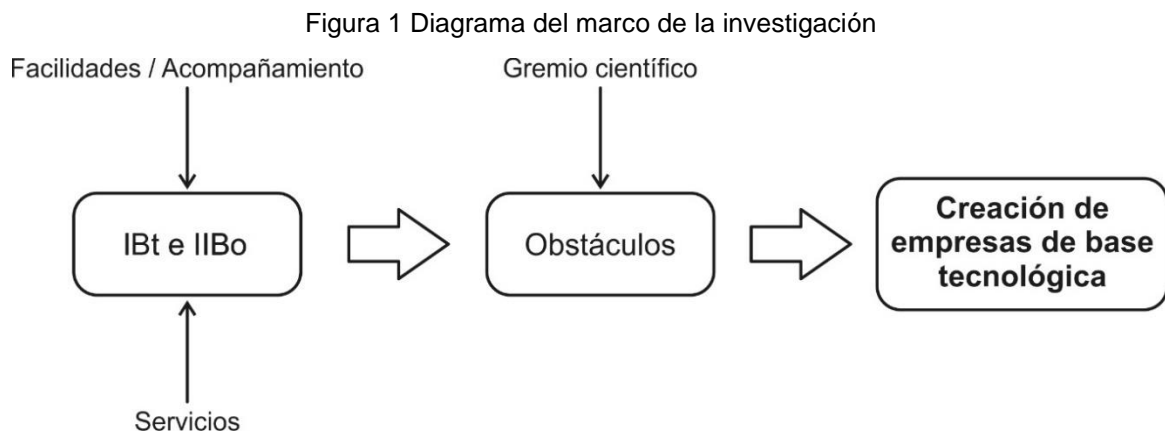 Figura 1 Diagrama del marco de la investigación
Facilidades / Acompañamiento
Gremio científico
IBt e IIBo
Obstáculos
Creación de
empresas de base
tecnológica
Servicios